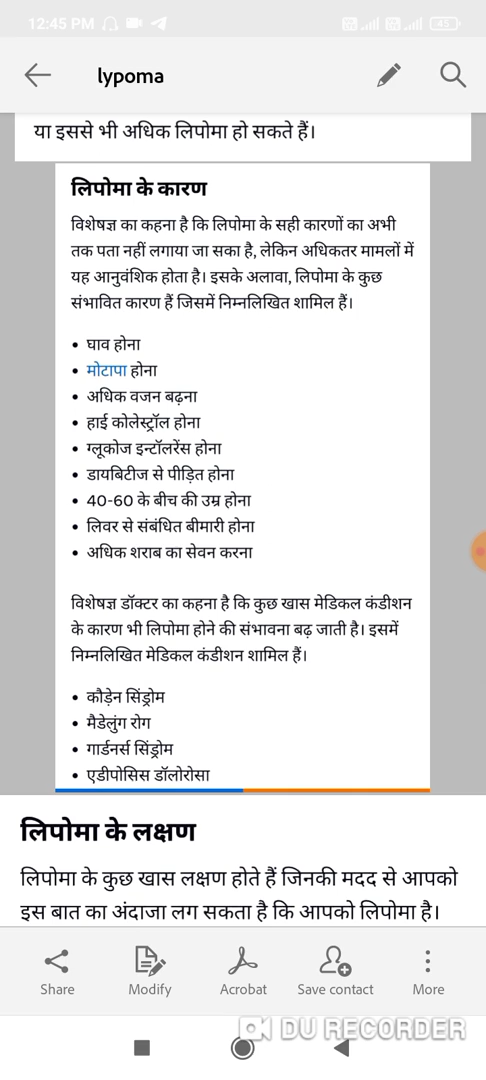 12:45 PM
45
lypoma
या इससे भी अधिक लिपोमा हो सकते हैं।
लिपोमा के कारण
विशेषज्ञ का कहना है कि लिपोमा के सही कारणों का अभी
तक पता नहीं लगाया जा सका है, लेकिन अधिकतर मामलों में
यह आनुवंशिक होता है। इसके अलावा, लिपोमा के कुछ
संभावित कारण हैं जिसमें निम्नलिखित शामिल हैं।
• घाव होना
• मोटापा होना
• अधिक वजन बढ़ना
• हाई कोलेस्ट्रॉल होना
• ग्लूकोज इन्टॉलरेंस होना
• डायबिटीज से पीड़ित होना
• 40-60 के बीच की उम्र होना
• लिवर से संबंधित बीमारी होना
• अधिक शराब का सेवन करना
विशेषज्ञ डॉक्टर का कहना है कि कुछ खास मेडिकल कंडीशन
के कारण भी लिपोमा होने की संभावना बढ़ जाती है। इसमें
निम्नलिखित मेडिकल कंडीशन शामिल हैं।
• कौड़ेन सिंड्रोम
• मैडेलुंग रोग
• गार्डनर्स सिंड्रोम
• एडीपोसिस डॉलोरोसा
लिपोमा के लक्षण
लिपोमा के कुछ खास लक्षण होते हैं जिनकी मदद से आपको
इस बात का अंदाजा लग सकता है कि आपको लिपोमा है।
Share Modify Acrobat Save contact More
DU RECORDER